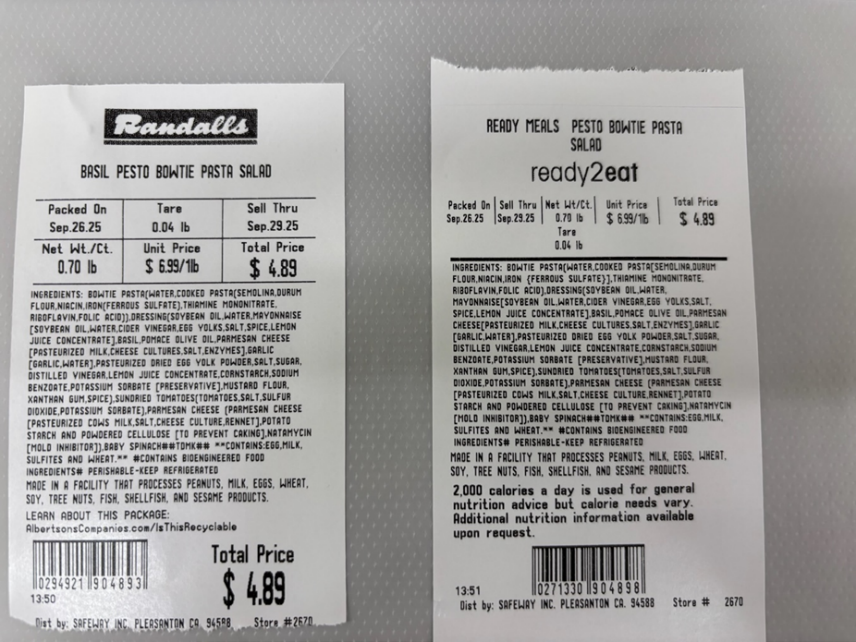 Randalls
BASIL PESTO BOWTIE PASTA SALAD
Packed On Tare Sell Thru
Sep.26.25 0.04 lb Sep.29.25
Net Wt./Ct. Unit Price Total Price
0.70 lb $ 6.99/1lb $ 4.89
INGREDIENTS: BOWTIE PASTA(WATER,COOKED PASTA[SEMOLINA,DURUM
FLOUR,NIACIN,IRON(FERROUS SULFATE),THIAMINE MONONITRATE,
RIBOFLAVIN,FOLIC ACID]),DRESSING(SOYBEAN OIL,WATER,MAYONNAISE
[SOYBEAN OIL,WATER,CIDER VINEGAR,EGG YOLKS,SALT,SPICE,LEMON
JUICE CONCENTRATE],BASIL,POMACE OLIVE OIL,PARMESAN CHEESE
[PASTEURIZED MILK,CHEESE CULTURES,SALT,ENZYMES],GARLIC
[GARLIC,WATER],PASTEURIZED DRIED EGG YOLK POWDER,SALT,SUGAR,
DISTILLED VINEGAR,LEMON JUICE CONCENTRATE,CORNSTARCH,SODIUM
BENZOATE,POTASSIUM SORBATE [PRESERVATIVE],MUSTARD FLOUR,
XANTHAN GUM,SPICE),SUNDRIED TOMATOES(TOMATOES,SALT,SULFUR
DIOXIDE,POTASSIUM SORBATE),PARMESAN CHEESE (PARMESAN CHEESE
[PASTEURIZED COWS MILK,SALT,CHEESE CULTURE,RENNET],POTATO
STARCH AND POWDERED CELLULOSE [TO PREVENT CAKING],NATAMYCIN
[MOLD INHIBITOR]),BABY SPINACH##TOMK## **CONTAINS:EGG,MILK,
SULFITES AND WHEAT.** #CONTAINS BIOENGINEERED FOOD
INGREDIENTS# PERISHABLE-KEEP REFRIGERATED
MADE IN A FACILITY THAT PROCESSES PEANUTS, MILK, EGGS, WHEAT,
SOY, TREE NUTS, FISH, SHELLFISH, AND SESAME PRODUCTS.
LEARN ABOUT THIS PACKAGE:
AlbertsonsCompanies.com/IsThisRecyclable
Total Price
$ 4.89
0294921 904893
13:50
Dist by: SAFEWAY INC. PLEASANTON CA. 94588 Store # 2670
READY MEALS PESTO BOWTIE PASTA
SALAD
ready2eat
Packed On Sell Thru Net Wt./Ct. Unit Price Total Price
Sep.26.25 Sep.29.25 0.70 lb $ 6.99/1lb $ 4.89
Tare
0.04 lb
INGREDIENTS: BOWTIE PASTA(WATER,COOKED PASTA[SEMOLINA,DURUM
FLOUR,NIACIN,IRON {FERROUS SULFATE}],THIAMINE MONONITRATE,
RIBOFLAVIN,FOLIC ACID),DRESSING(SOYBEAN OIL,WATER,
MAYONNAISE[SOYBEAN OIL,WATER,CIDER VINEGAR,EGG YOLKS,SALT,
SPICE,LEMON JUICE CONCENTRATE],BASIL,POMACE OLIVE OIL,PARMESAN
CHEESE[PASTEURIZED MILK,CHEESE CULTURES,SALT,ENZYMES],GARLIC
[GARLIC,WATER],PASTEURIZED DRIED EGG YOLK POWDER,SALT,SUGAR,
DISTILLED VINEGAR,LEMON JUICE CONCENTRATE,CORNSTARCH,SODIUM
BENZOATE,POTASSIUM SORBATE [PRESERVATIVE],MUSTARD FLOUR,
XANTHAN GUM,SPICE),SUNDRIED TOMATOES(TOMATOES,SALT,SULFUR
DIOXIDE,POTASSIUM SORBATE),PARMESAN CHEESE (PARMESAN CHEESE
[PASTEURIZED COWS MILK,SALT,CHEESE CULTURE,RENNET],POTATO
STARCH AND POWDERED CELLULOSE [TO PREVENT CAKING],NATAMYCIN
[MOLD INHIBITOR]),BABY SPINACH##TOMK## **CONTAINS:EGG,MILK,
SULFITES AND WHEAT.** #CONTAINS BIOENGINEERED FOOD
INGREDIENTS# PERISHABLE-KEEP REFRIGERATED
MADE IN A FACILITY THAT PROCESSES PEANUTS, MILK, EGGS, WHEAT,
SOY, TREE NUTS, FISH, SHELLFISH, AND SESAME PRODUCTS.
2,000 calories a day is used for general
nutrition advice but calorie needs vary.
Additional nutrition information available
upon request.
0271330 904898
13:51
Dist by: SAFEWAY INC. PLEASANTON CA. 94588 Store # 2670